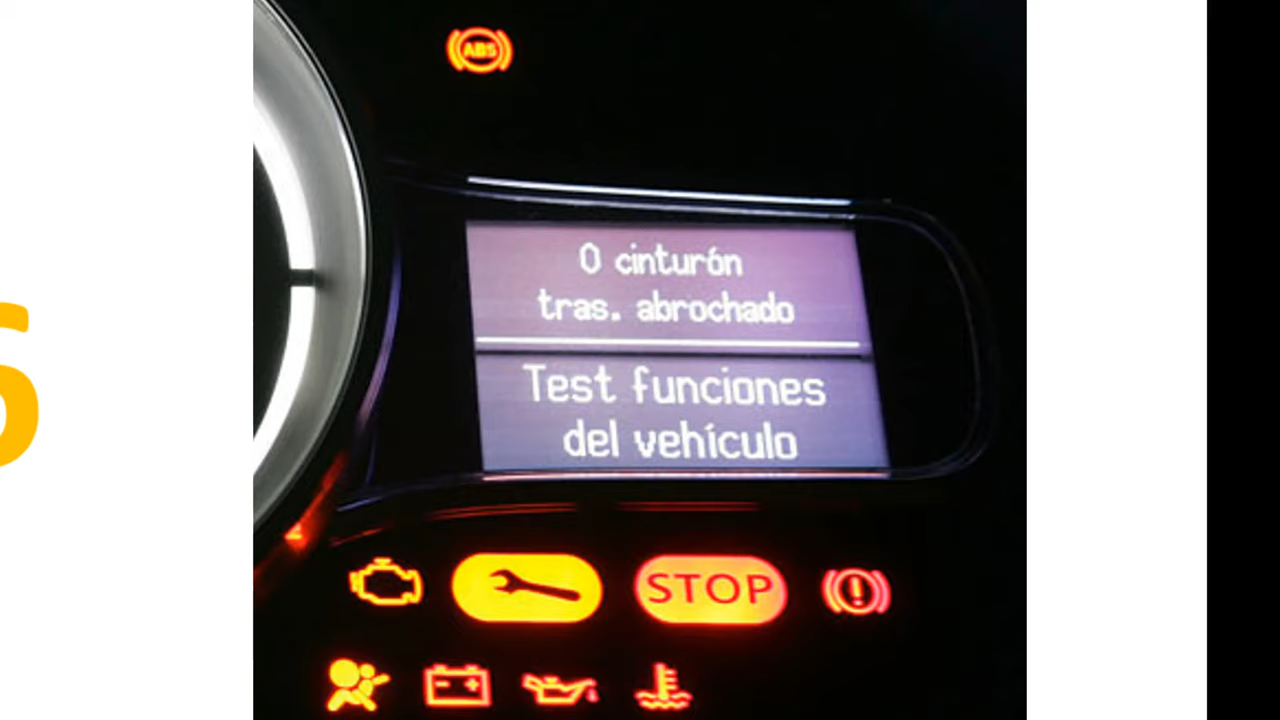 ABS
0 cinturón
tras. abrochado
Test funciones
del vehículo
STOP